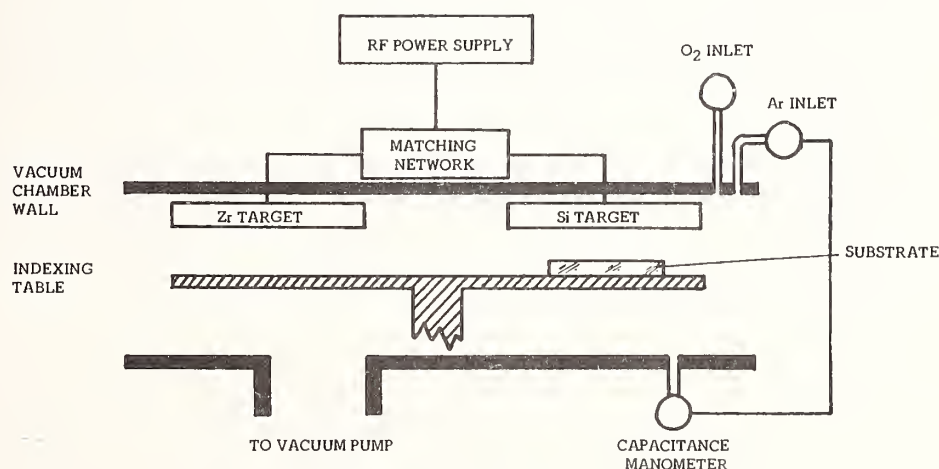 RF POWER SUPPLY
O2 INLET
Ar INLET
MATCHING
NETWORK
VACUUM
CHAMBER
WALL
Zr TARGET
Si TARGET
SUBSTRATE
INDEXING
TABLE
TO VACUUM PUMP
CAPACITANCE
MANOMETER